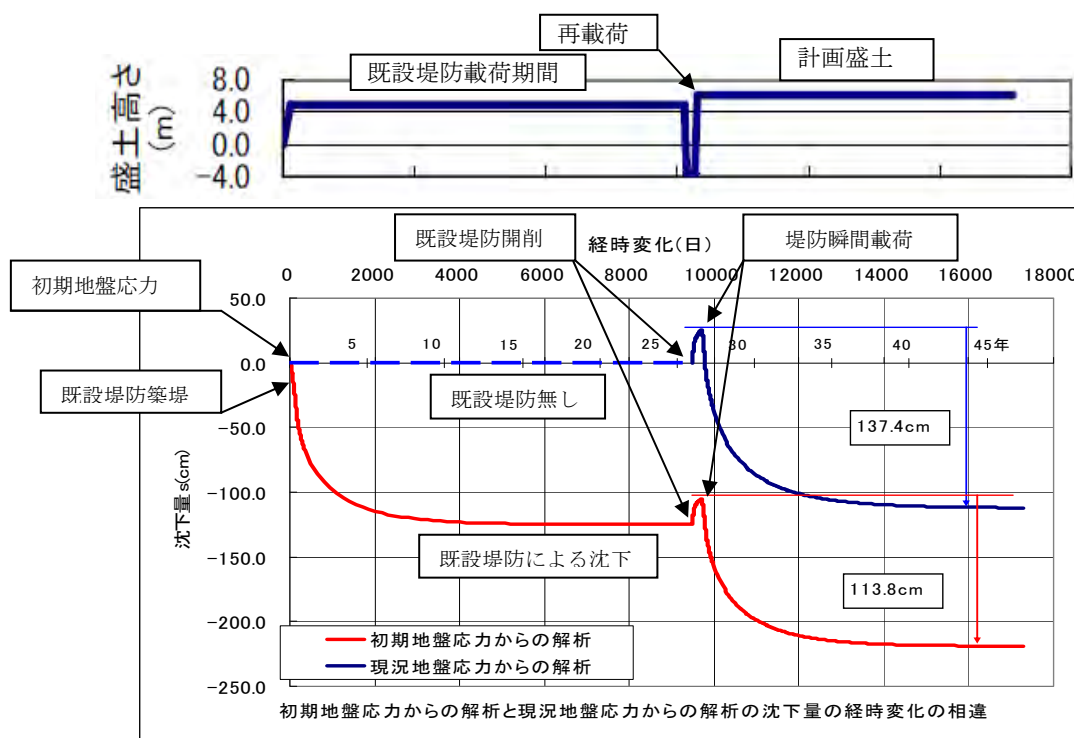 再載荷
既設堤防載荷期間
計画盛土
盛土高さ
(m)
8.0
4.0
0.0
-4.0
既設堤防開削
経時変化(日)
堤防瞬間載荷
初期地盤応力
0 2000 4000 6000 8000 10000 12000 14000 16000 18000
50.0
0.0
-50.0
-100.0
-150.0
-200.0
-250.0
5 10 15 20 25 30 35 40 45年
既設堤防築堤
既設堤防無し
沈下量s(cm)
137.4cm
既設堤防による沈下
113.8cm
初期地盤応力からの解析
現況地盤応力からの解析
初期地盤応力からの解析と現況地盤応力からの解析の沈下量の経時変化の相違